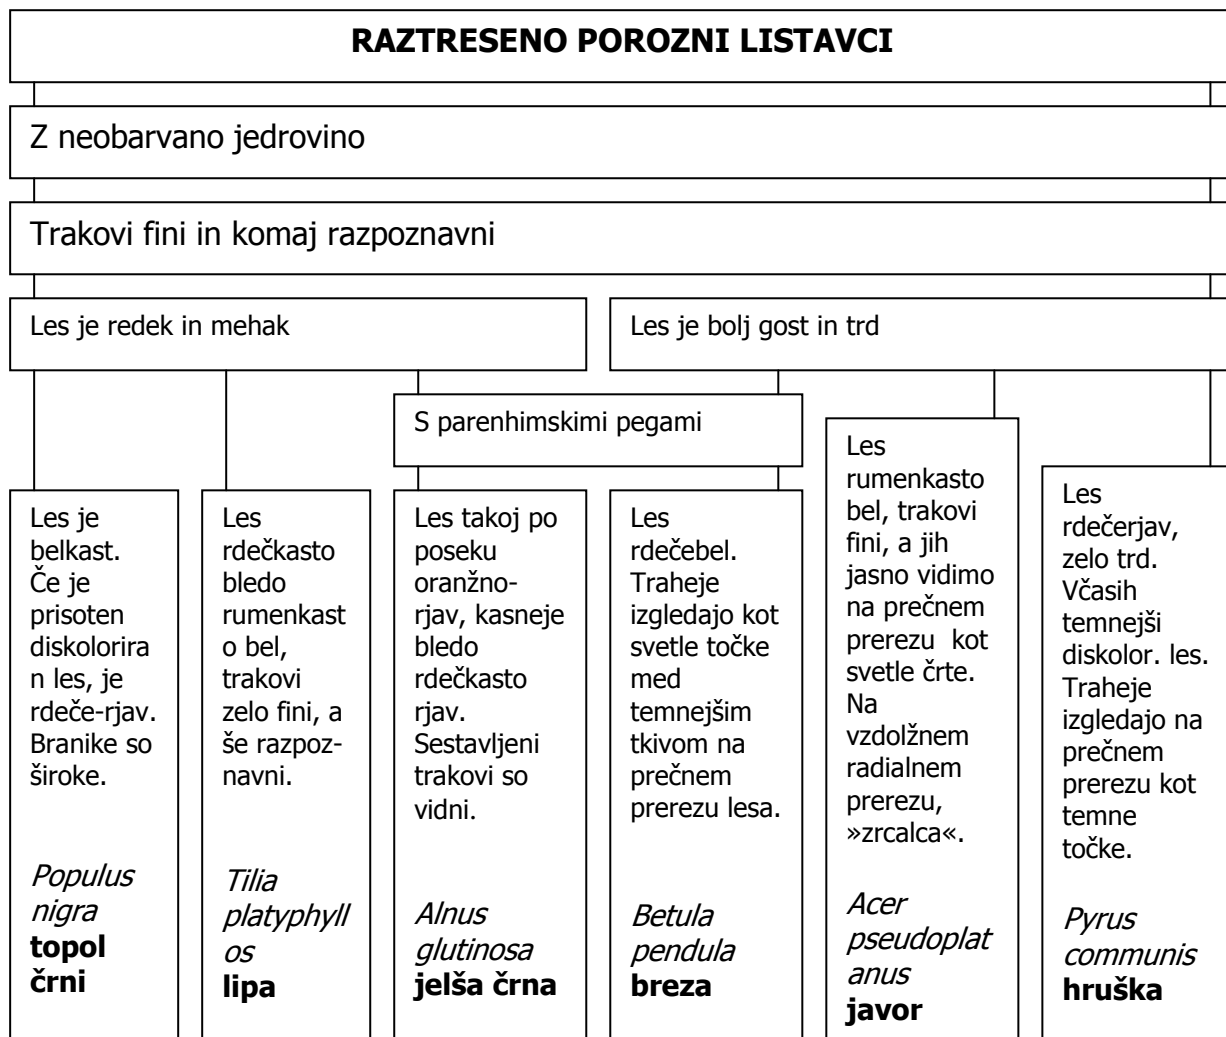 RAZTRESENO POROZNI LISTAVCI
Z neobarvano jedrovino
Trakovi fini in komaj razpoznavni
Les je redek in mehak
Les je bolj gost in trd
S parenhimskimi pegami
Les je
belkast.
Če je
prisoten
diskolorira
n les, je
rdeče-rjav.
Branike so
široke.
Populus
nigra
topol
črni
Les
rdečkasto
bledo
rumenkast
o bel,
trakovi
zelo fini, a
še razpoz-
navni.
Tilia
platyphyll
os
lipa
Les takoj po
poseku
oranžno-
rjav, kasneje
bledo
rdečkasto
rjav.
Sestavljeni
trakovi so
vidni.
Alnus
glutinosa
jelša črna
Les
rdečebel.
Traheje
izgledajo kot
svetle točke
med
temnejšim
tkivom na
prečnem
prerezu lesa.
Betula
pendula
breza
Les
rumenkasto
bel, trakovi
fini, a jih
jasno vidimo
na prečnem
prerezu kot
svetle črte.
Na
vzdolžnem
radialnem
prerezu,
»zrcalca«.
Acer
pseudoplat
anus
javor
Les
rdečerjav,
zelo trd.
Včasih
temnejši
diskolor. les.
Traheje
izgledajo na
prečnem
prerezu kot
temne
točke.
Pyrus
communis
hruška